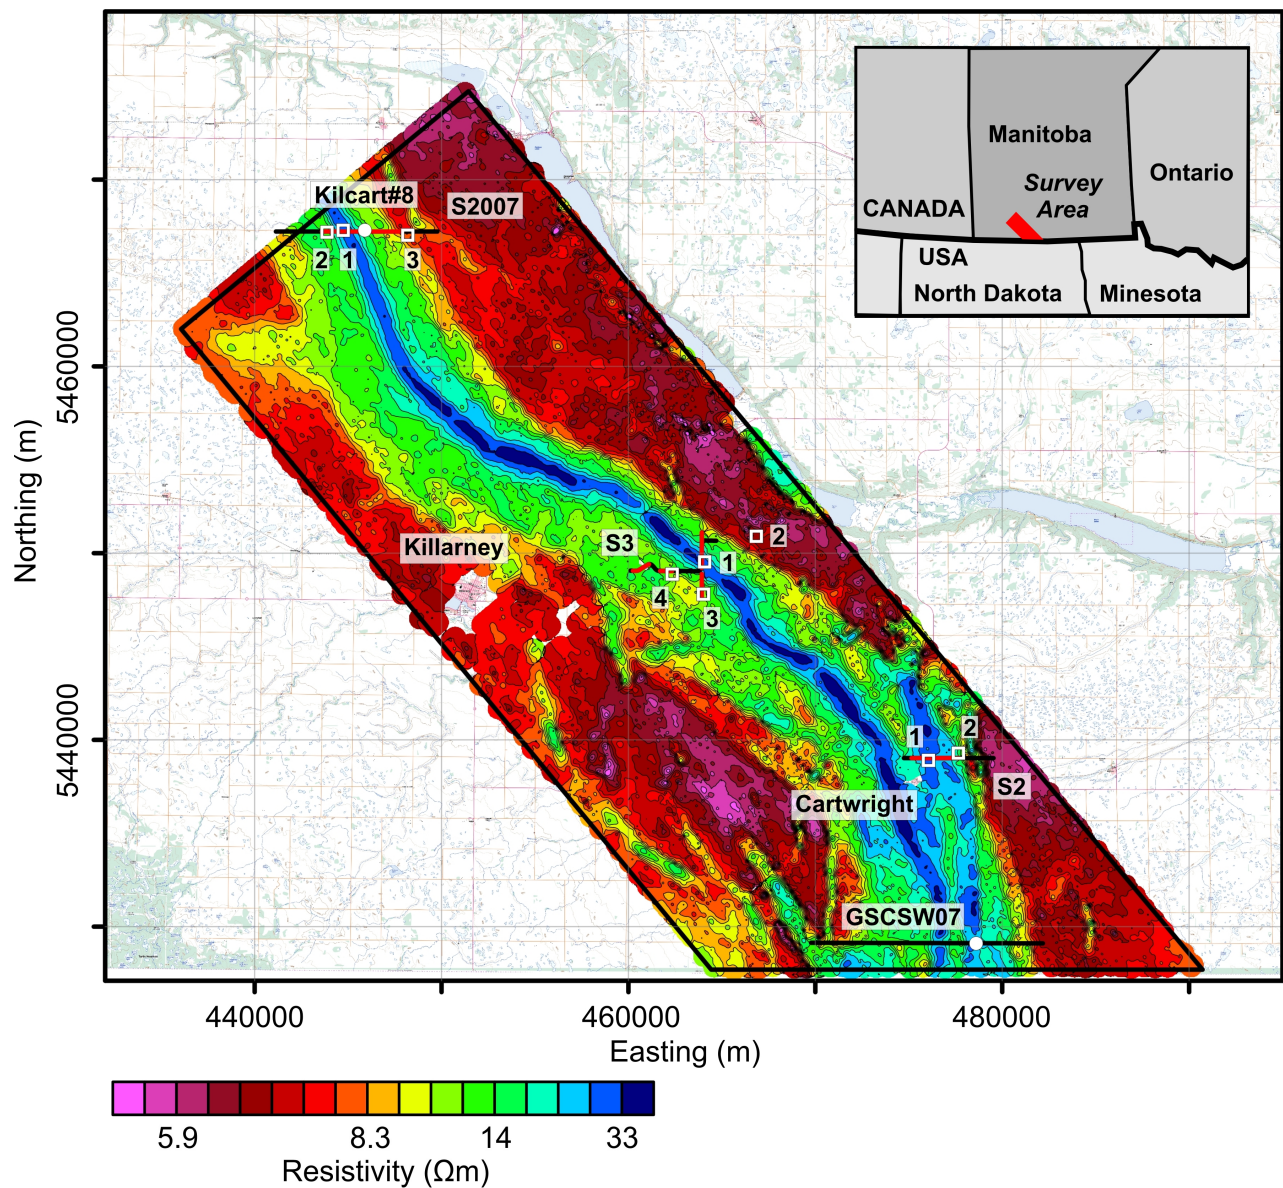 Manitoba
Ontario
Survey
Area
CANADA
USA
North Dakota
Minesota
Kilcart#8
S2007
2
1
3
Northing (m)
5460000
5440000
Killarney
S3
2
1
4
3
1
2
Cartwright
S2
GSCSW07
440000
460000
480000
Easting (m)
5.9
8.3
14
33
Resistivity (Ωm)